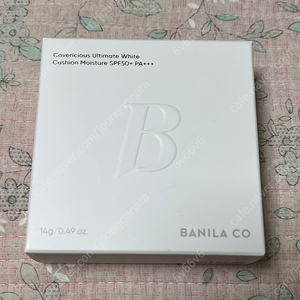 Covericious Ultimate White
Cushion Moisture SPF50+ PA+++
B
14g/0.49 oz.
BANILA CO